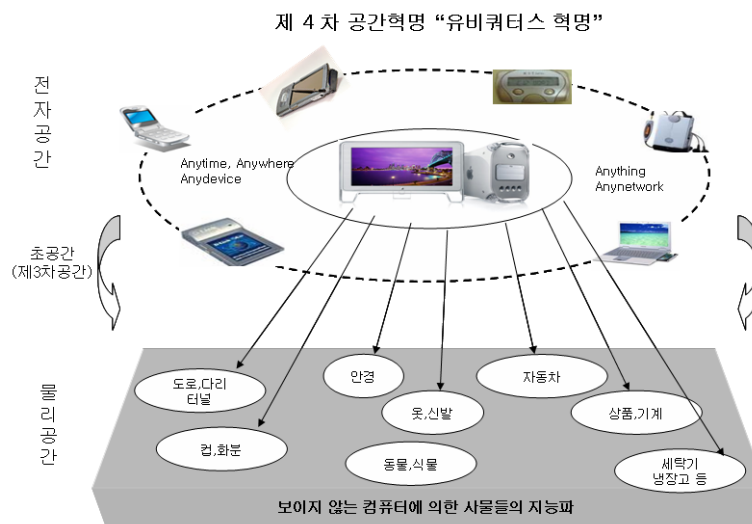 제 4 차 공간혁명 “유비쿼터스 혁명”
전
자
공
간
Anytime, Anywhere
Anydevice
Anything
Anynetwork
초공간
(제3차공간)
물
리
공
간
도로,다리
터널
안경
자동차
옷,신발
상품,기계
컵,화분
동물,식물
세탁기
냉장고 등
보이지 않는 컴퓨터에 의한 사물들의 지능파